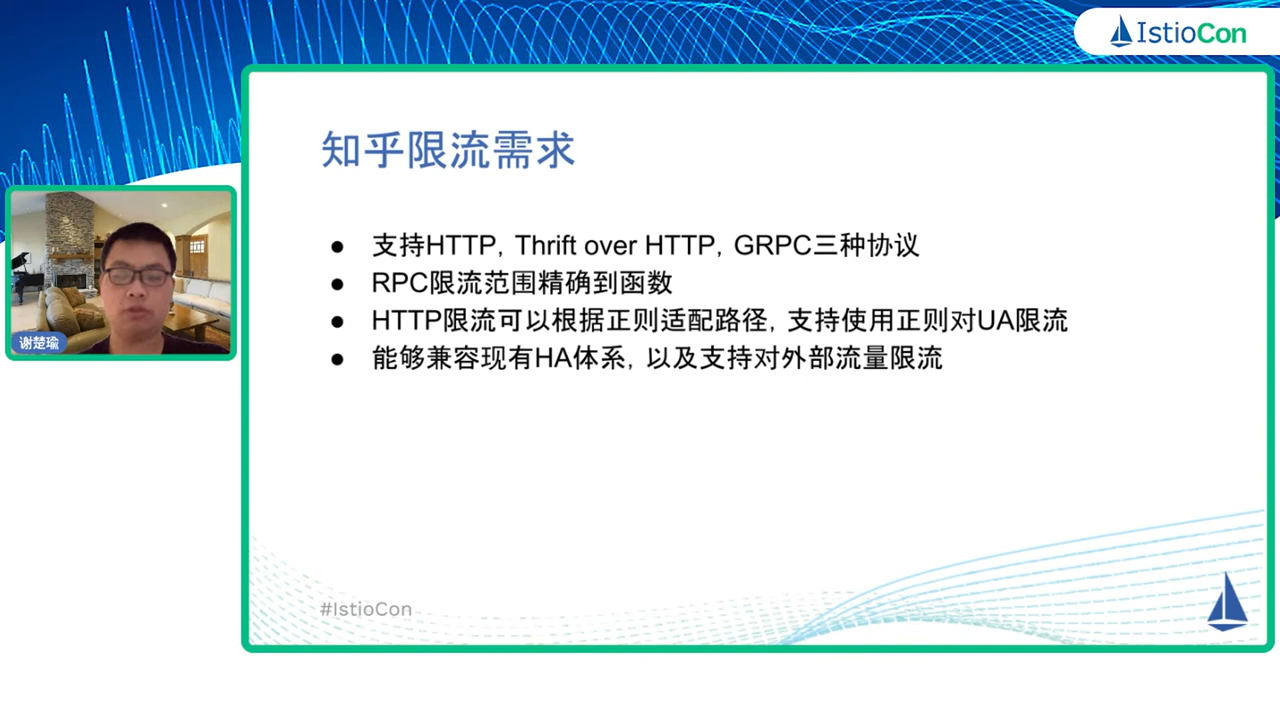 IstioCon
知乎限流需求
● 支持HTTP，Thrift over HTTP，GRPC三种协议
● RPC限流范围精确到函数
● HTTP限流可以根据正则适配路径，支持使用正则对UA限流
● 能够兼容现有HA体系，以及支持对外部流量限流
谢楚瑜
#IstioCon